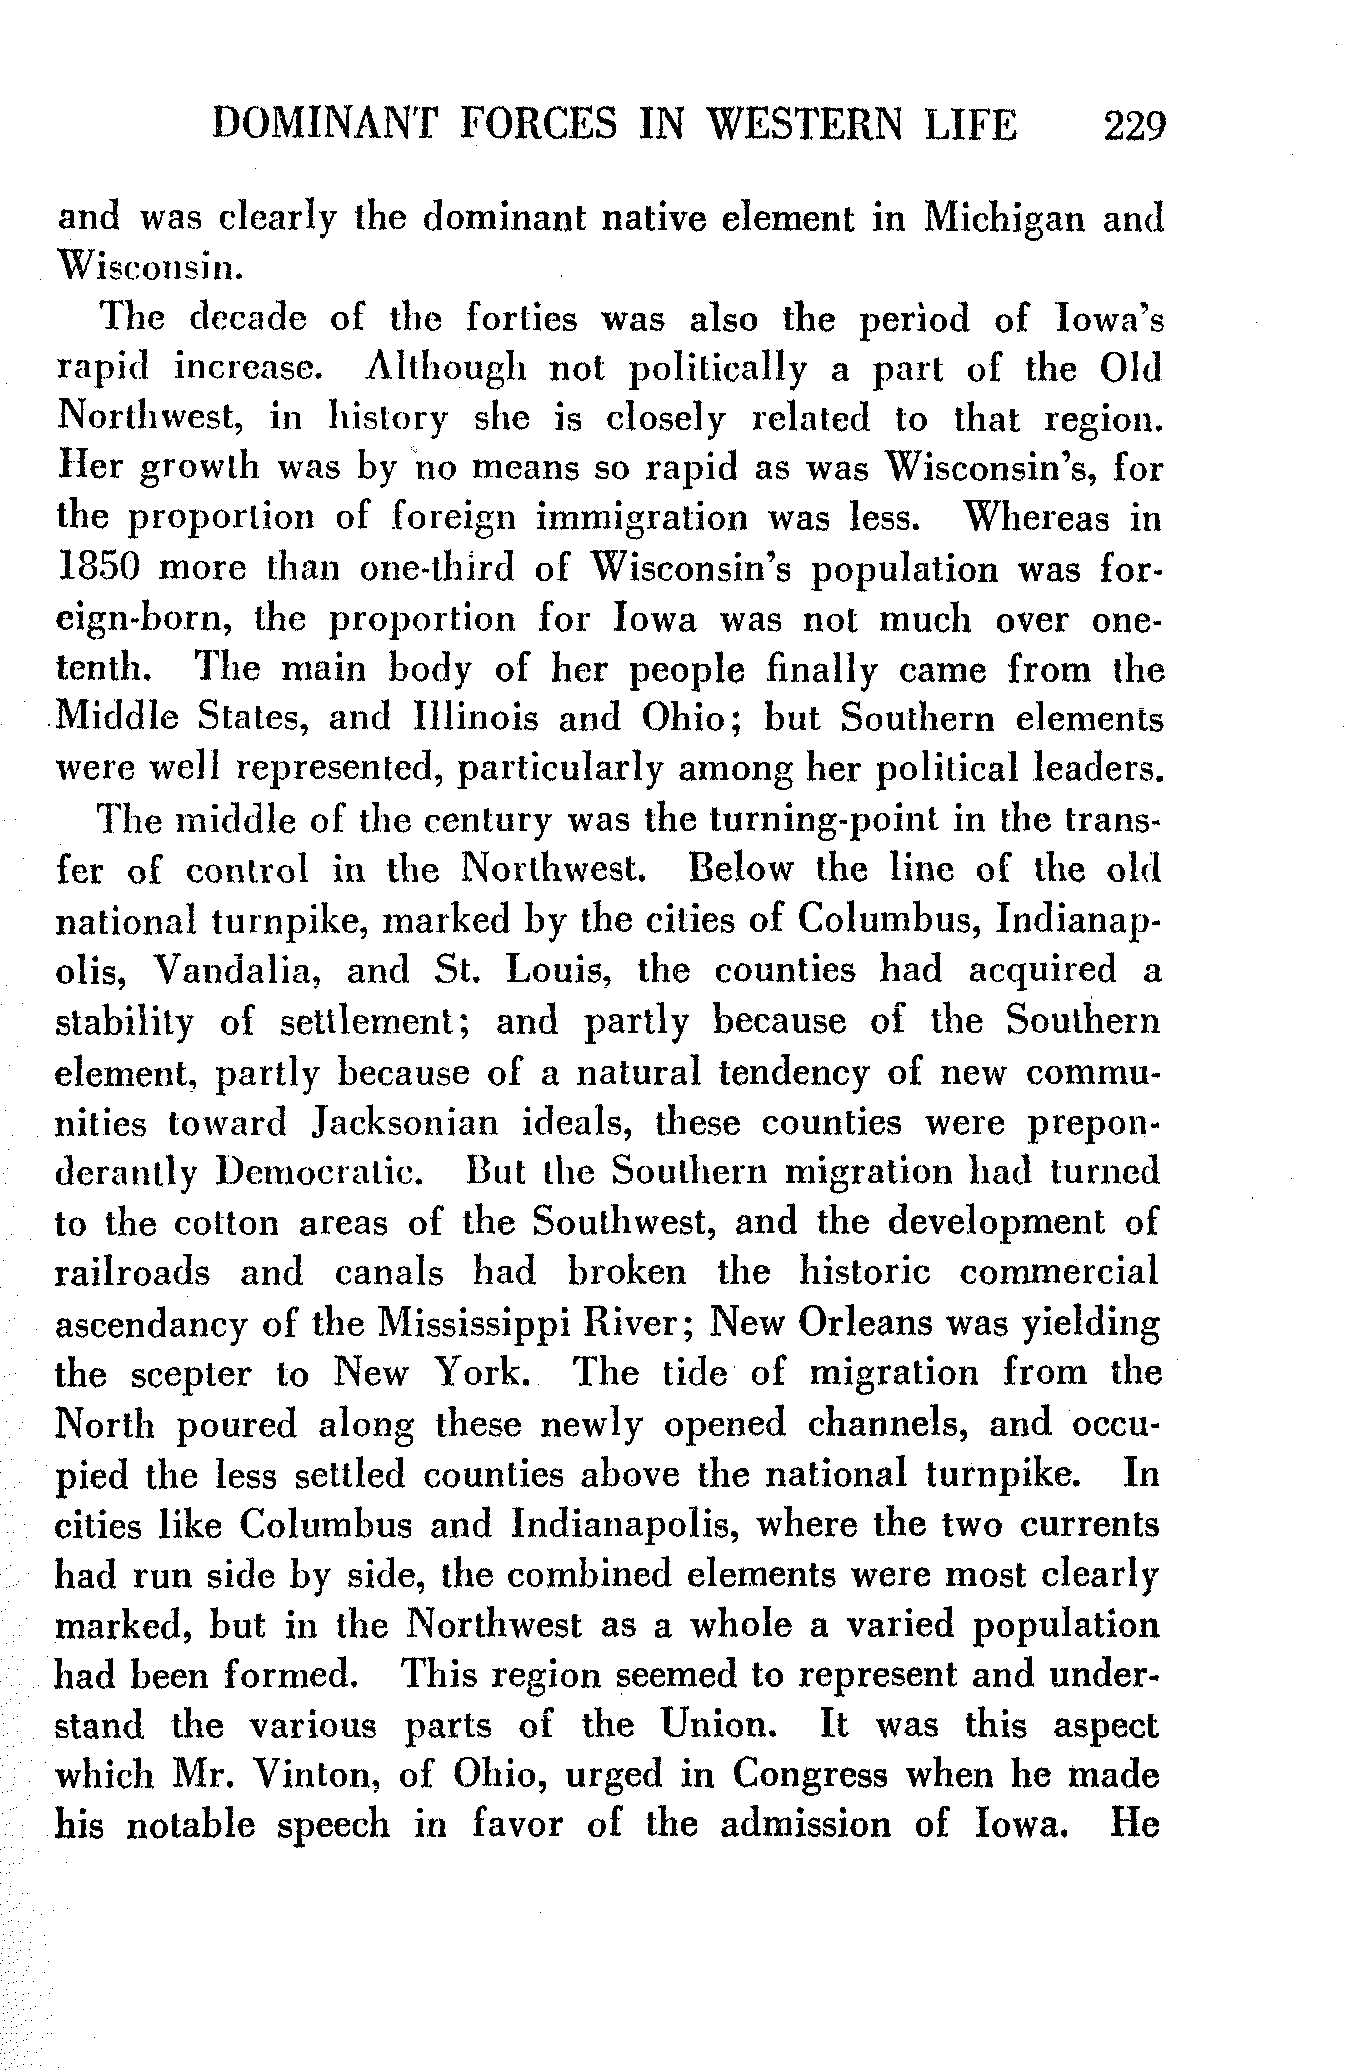 DOMINANT FORCES IN WESTERN LIFE 229
and was clearly the dominant native element in Michigan and
Wisconsin.
The decade of the forties was also the period of Iowa's
rapid increase. Although not politically a part of the Old
Northwest, in history she is closely related to that region.
Her growth was by no means so rapid as was Wisconsin's, for
the proportion of foreign immigration was less. Whereas in
1850 more than one-third of Wisconsin's population was for-
eign-born, the proportion for Iowa was not much over one-
tenth. The main body of her people finally came from the
Middle States, and Illinois and Ohio; but Southern elements
were well represented, particularly among her political leaders.
The middle of the century was the turning-point in the trans-
fer of control in the Northwest. Below the line of the old
national turnpike, marked by the cities of Columbus, Indianap-
olis, Vandalia, and St. Louis, the counties had acquired a
stability of settlement; and partly because of the Southern
element, partly because of a natural tendency of new commu-
nities toward Jacksonian ideals, these counties were prepon-
derantly Democratic. But the Southern migration had turned
to the cotton areas of the Southwest, and the development of
railroads and canals had broken the historic commercial
ascendancy of the Mississippi River; New Orleans was yielding
the scepter to New York. The tide of migration from the
North poured along these newly opened channels, and occu-
pied the less settled counties above the national turnpike. In
cities like Columbus and Indianapolis, where the two currents
had run side by side, the combined elements were most clearly
marked, but in the Northwest as a whole a varied population
had been formed. This region seemed to represent and under-
stand the various parts of the Union. It was this aspect
which Mr. Vinton, of Ohio, urged in Congress when he made
his notable speech in favor of the admission of Iowa. He